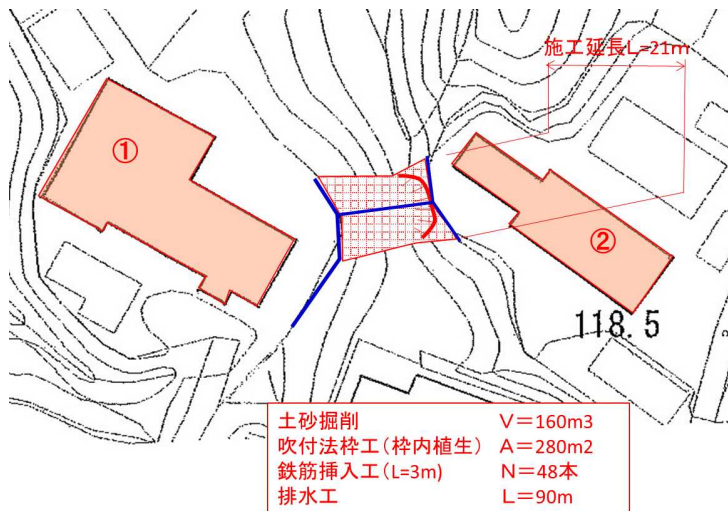 施工延長L=21m
①
②
118.5
土砂掘削 V=160m3
吹付法枠工(枠内植生) A=280m2
鉄筋挿入工(L=3m) N=48本
排水工 L=90m